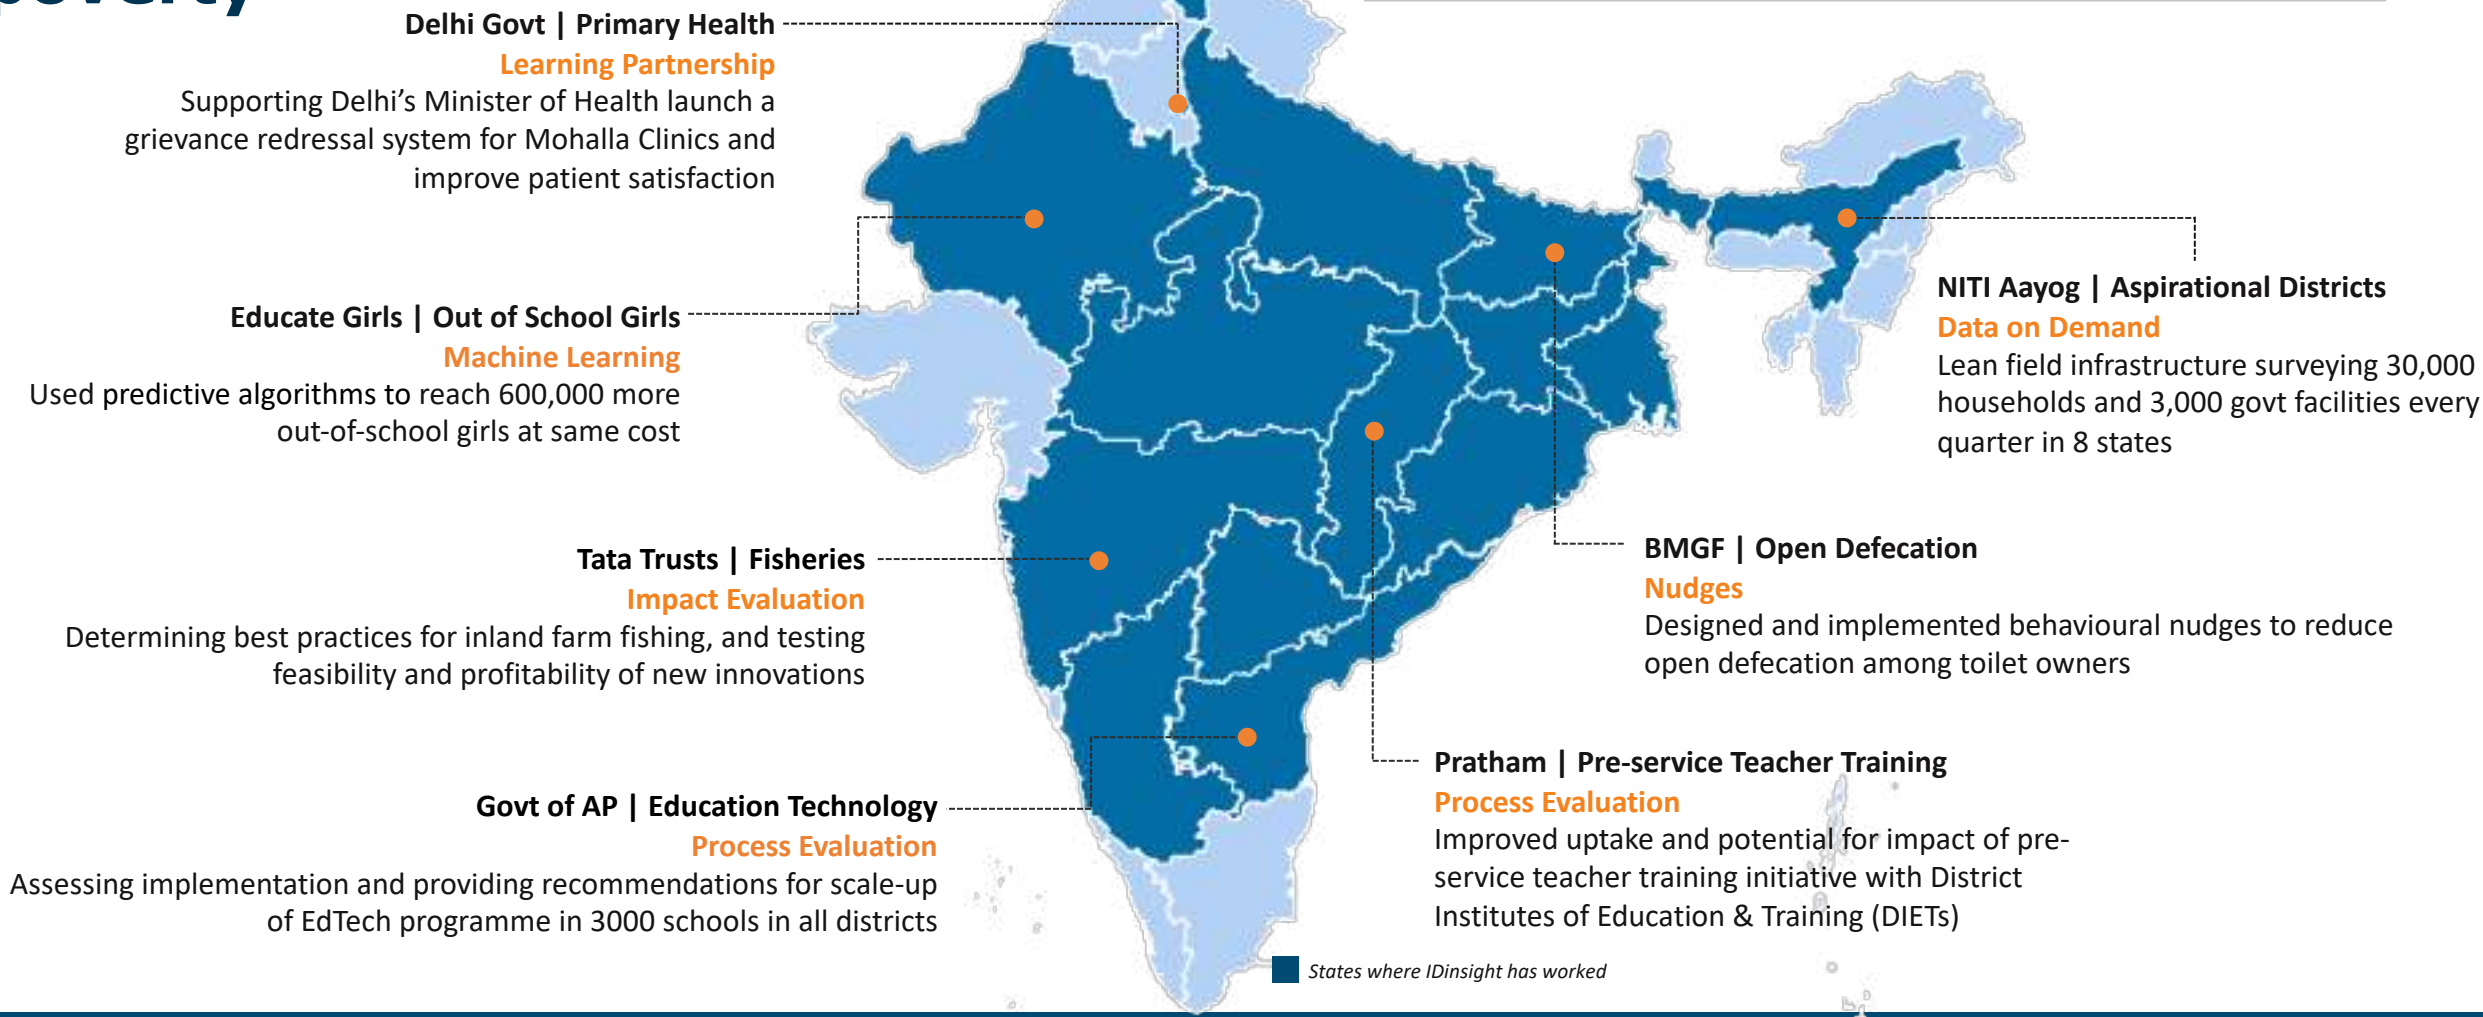 poverty
Delhi Govt | Primary Health
Learning Partnership
Supporting Delhi's Minister of Health launch a
grievance redressal system for Mohalla Clinics and
improve patient satisfaction
Educate Girls | Out of School Girls
Machine Learning
Used predictive algorithms to reach 600,000 more
out-of-school girls at same cost
Tata Trusts | Fisheries
Impact Evaluation
Determining best practices for inland farm fishing, and testing
feasibility and profitability of new innovations
Govt of AP | Education Technology
Process Evaluation
Assessing implementation and providing recommendations for scale-up
of EdTech programme in 3000 schools in all districts
NITI Aayog | Aspirational Districts
Data on Demand
Lean field infrastructure surveying 30,000
households and 3,000 govt facilities every
quarter in 8 states
BMGF | Open Defecation
Nudges
Designed and implemented behavioural nudges to reduce
open defecation among toilet owners
Pratham | Pre-service Teacher Training
Process Evaluation
Improved uptake and potential for impact of pre-
service teacher training initiative with District
Institutes of Education & Training (DIETs)
States where IDinsight has worked